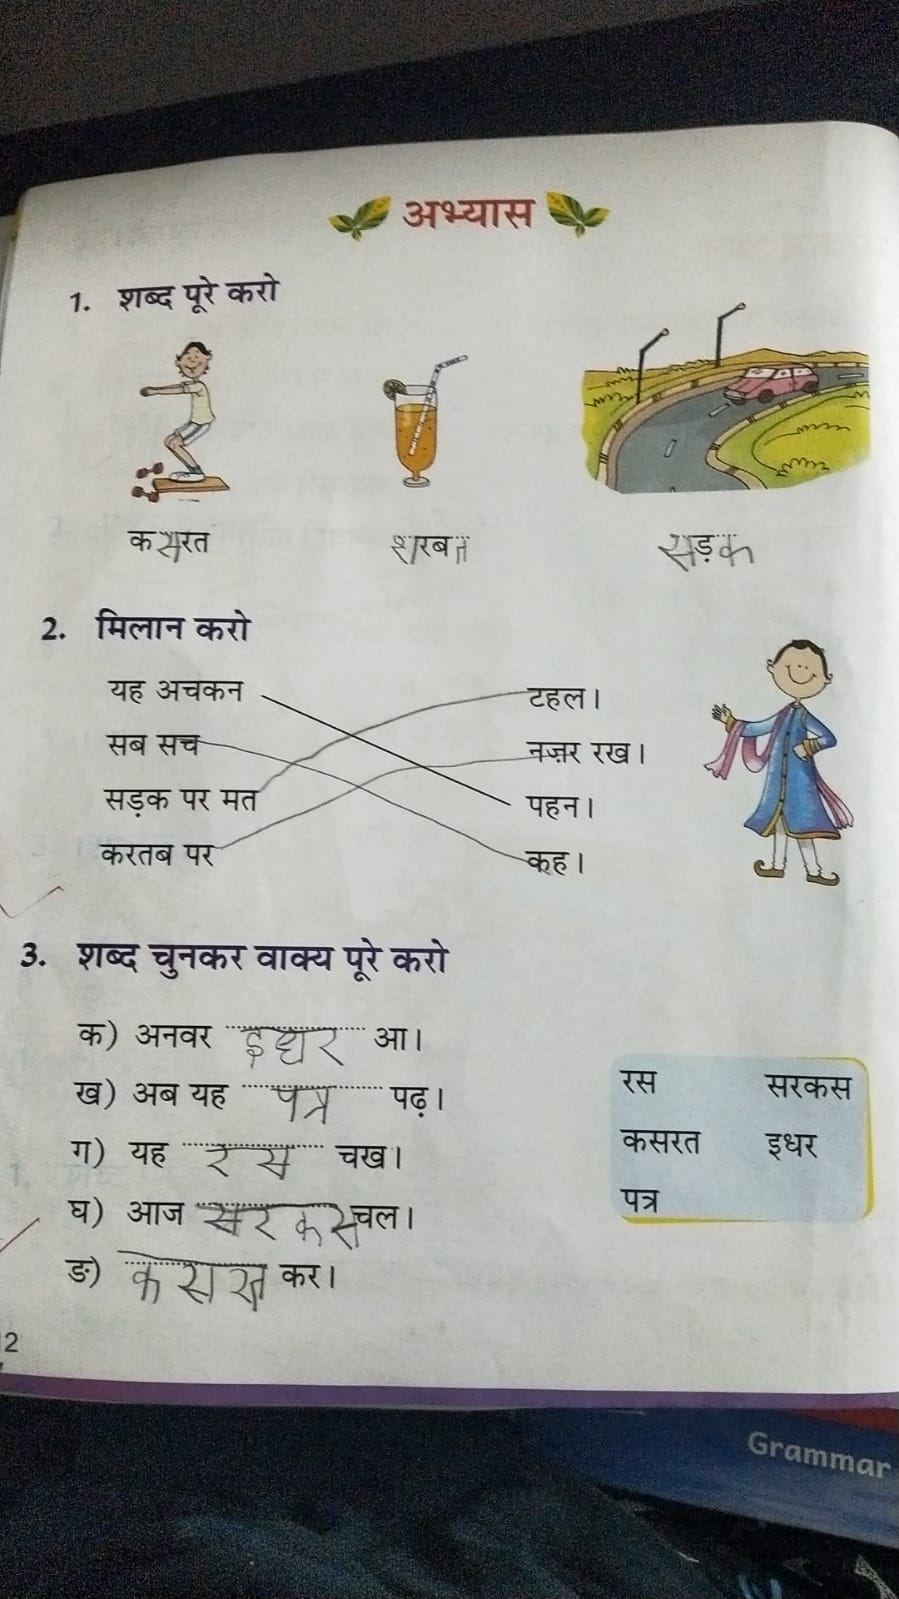 अभ्यास
1. शब्द पूरे करो
कसरत शरबत सड़क
2. मिलान करो
यह अचकन टहल।
सब सच नज़र रख।
सड़क पर मत पहन।
करतब पर कह।
3. शब्द चुनकर वाक्य पूरे करो
क) अनवर इधर आ।
ख) अब यह पत्र पढ़।
ग) यह रस चख।
घ) आज सरकस चल।
ङ) कसरत कर।
रस सरकस
कसरत इधर
पत्र
2
Grammar